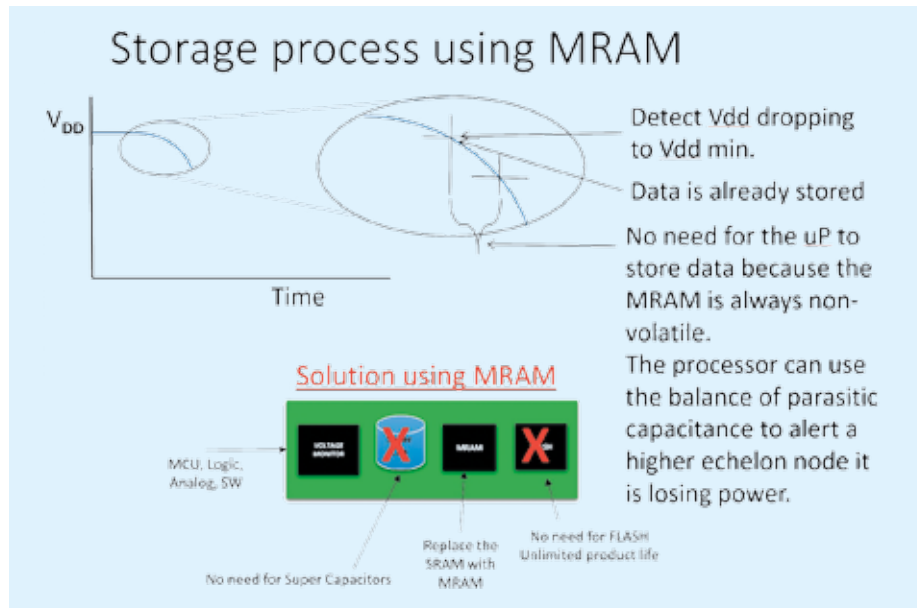 Storage process using MRAM
VDD
Time
Detect Vdd dropping
to Vdd min.
Data is already stored
No need for the uP to
store data because the
MRAM is always non-
volatile.
The processor can use
the balance of parasitic
capacitance to alert a
higher echelon node it
is losing power.
Solution using MRAM
MCU, Logic,
Analog, SW
VOLTAGE
MONITOR
MRAM
No need for Super Capacitors
Replace the
SRAM with
MRAM
No need for FLASH
Unlimited product life